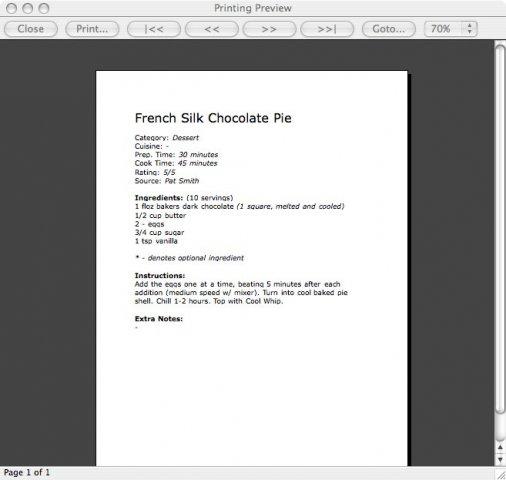 Printing Preview
Close Print... |<< << >> >>| Goto... 70%
French Silk Chocolate Pie
Category: Dessert
Cuisine: -
Prep. Time: 30 minutes
Cook Time: 45 minutes
Rating: 5/5
Source: Pat Smith
Ingredients: (10 servings)
1 floz bakers dark chocolate (1 square, melted and cooled)
1/2 cup butter
2 - eggs
3/4 cup sugar
1 tsp vanilla
* - denotes optional ingredient
Instructions:
Add the eggs one at a time, beating 5 minutes after each
addition (medium speed w/ mixer). Turn into cool baked pie
shell. Chill 1-2 hours. Top with Cool Whip.
Extra Notes:
-
Page 1 of 1